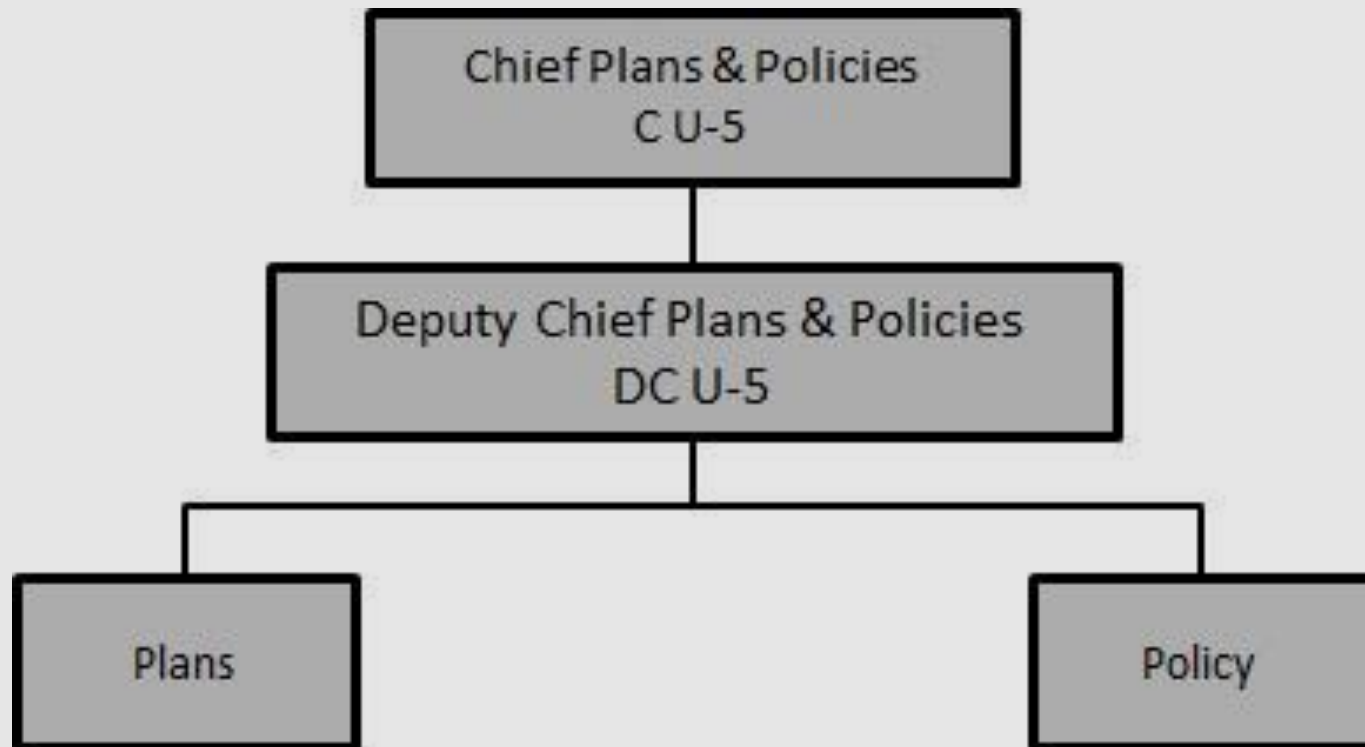 Chief Plans & Policies
C U-5
Deputy Chief Plans & Policies
DC U-5
Plans
Policy